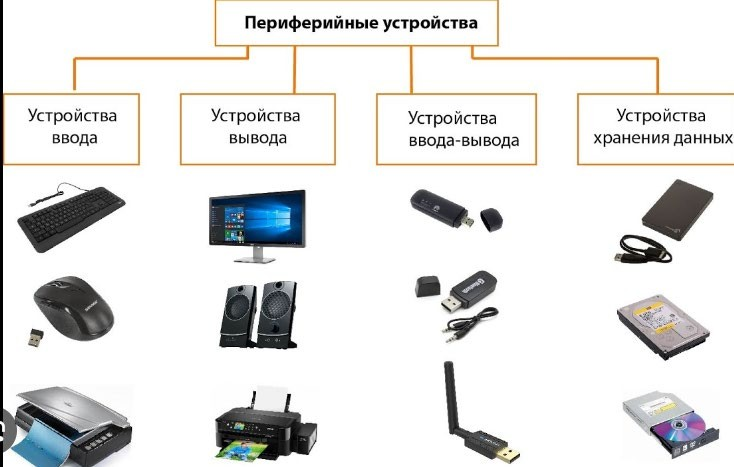 Периферийные устройства
Устройства
ввода
Устройства
вывода
Устройства
ввода-вывода
Устройства
хранения данных